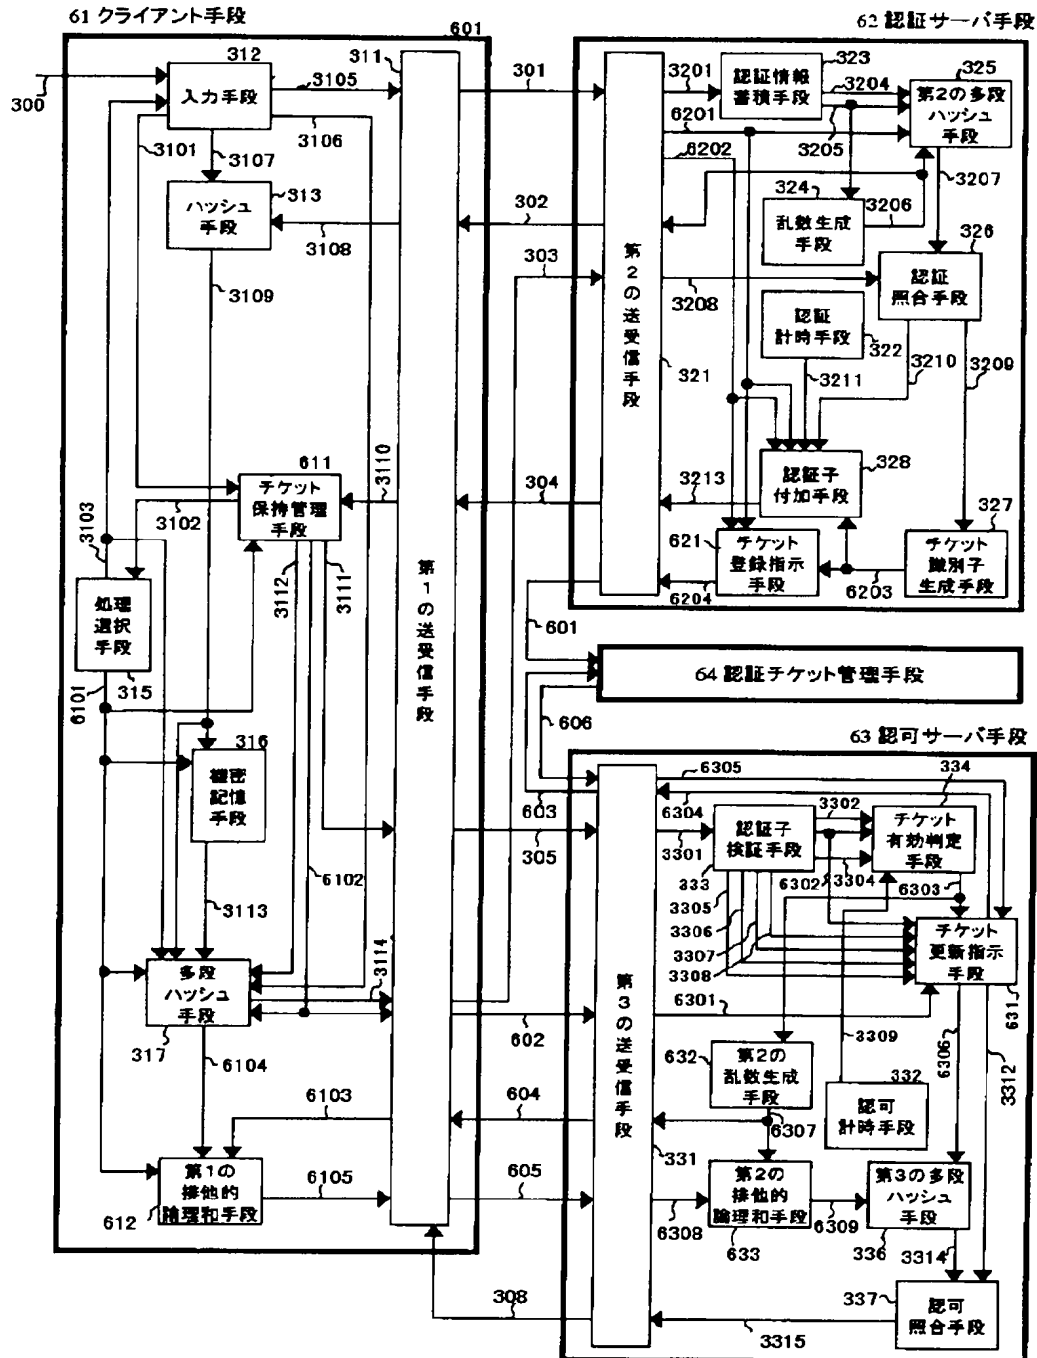 61 クライアント手段
601
62 認証サーバ手段
300
312
入力手段
3105
311
301
3201
323
認証情報
蓄積手段
3204
325
第2の多段
ハッシュ
手段
3101
3106
3107
6201
6202
3205
3207
313
ハッシュ
手段
3108
302
324
乱数生成
手段
3206
326
認証
照合手段
3109
303
3208
認証
計時手段
322
3210
3209
3211
第2の送受信手段
321
611
チケット
保持管理
手段
3110
304
3213
認証子
付加手段
328
3103
3102
3112
3111
第1の送受信手段
621
チケット
登録指示
手段
6204
6203
327
チケット
識別子
生成手段
処理
選択
手段
315
6101
601
64 認証チケット管理手段
606
63 認可サーバ手段
316
機密
記憶
手段
3113
6102
603
305
6305
6304
3301
認証子
検証手段
333
3302
334
チケット
有効判定
手段
6302
3304
6303
3305
3306
3307
3308
チケット
更新指示
手段
631
3114
多段
ハッシュ
手段
317
6104
602
6301
第3の送受信手段
331
632
第2の
乱数生成
手段
6307
3309
332
認可
計時手段
6306
3312
6103
604
第1の
排他的
論理和手段
612
6105
605
6308
第2の
排他的
論理和手段
633
6309
第3の多段
ハッシュ
手段
336
3314
308
337
認可
照合手段
3315